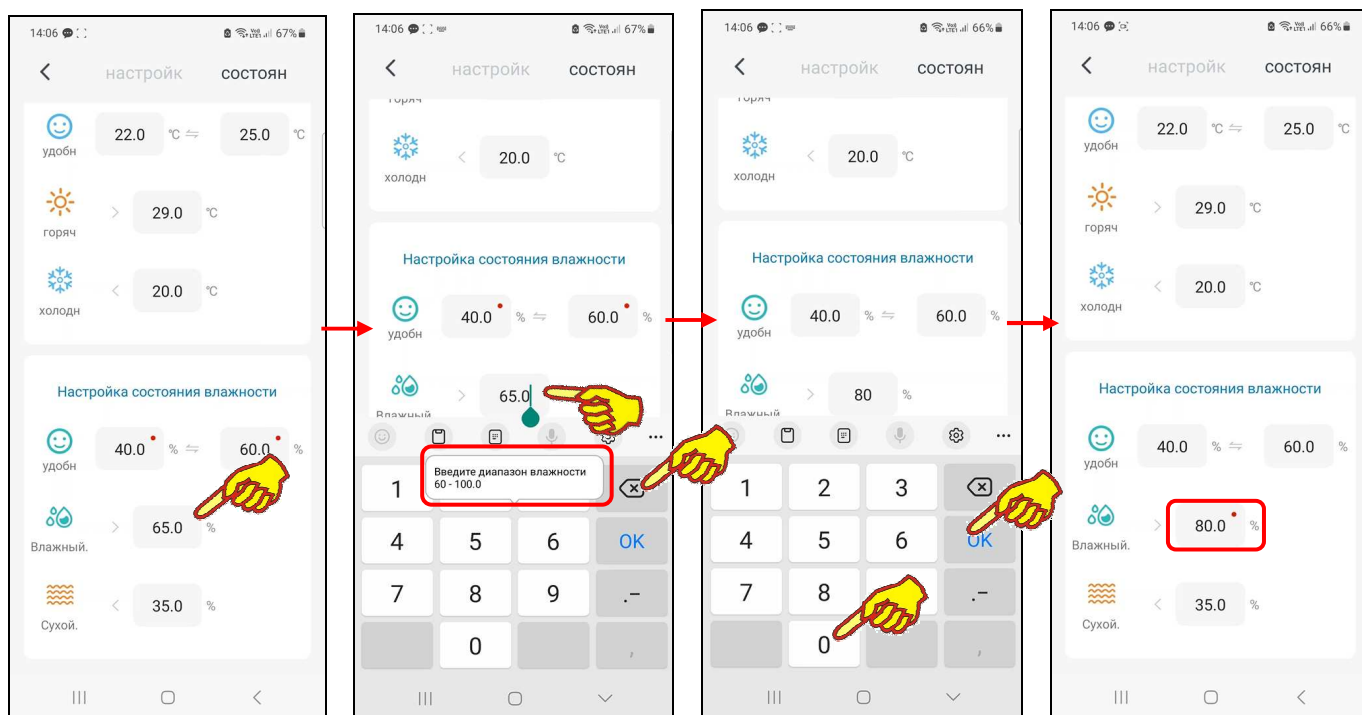 14:06 67%
настройк состоян
22.0 °C ⇋ 25.0 °C
удобн
> 29.0 °C
горяч
< 20.0 °C
холодн
Настройка состояния влажности
40.0 % ⇋ 60.0 %
удобн
> 65.0 %
Влажный.
< 35.0 %
Сухой.
14:06 67%
настройк состоян
горяч
< 20.0 °C
холодн
Настройка состояния влажности
40.0 % ⇋ 60.0 %
удобн
> 65.0
Влажный
Введите диапазон влажности
60 - 100.0
1
4 5 6 OK
7 8 9 .-
0 ,
14:06 66%
настройк состоян
горяч
< 20.0 °C
холодн
Настройка состояния влажности
40.0 % ⇋ 60.0 %
удобн
> 80 %
Влажный
1 2 3
4 5 6 OK
7 8 .-
0 ,
14:06 66%
настройк состоян
22.0 °C ⇋ 25.0 °C
удобн
> 29.0 °C
горяч
< 20.0 °C
холодн
Настройка состояния влажности
40.0 % ⇋ 60.0 %
удобн
> 80.0 %
Влажный.
< 35.0 %
Сухой.